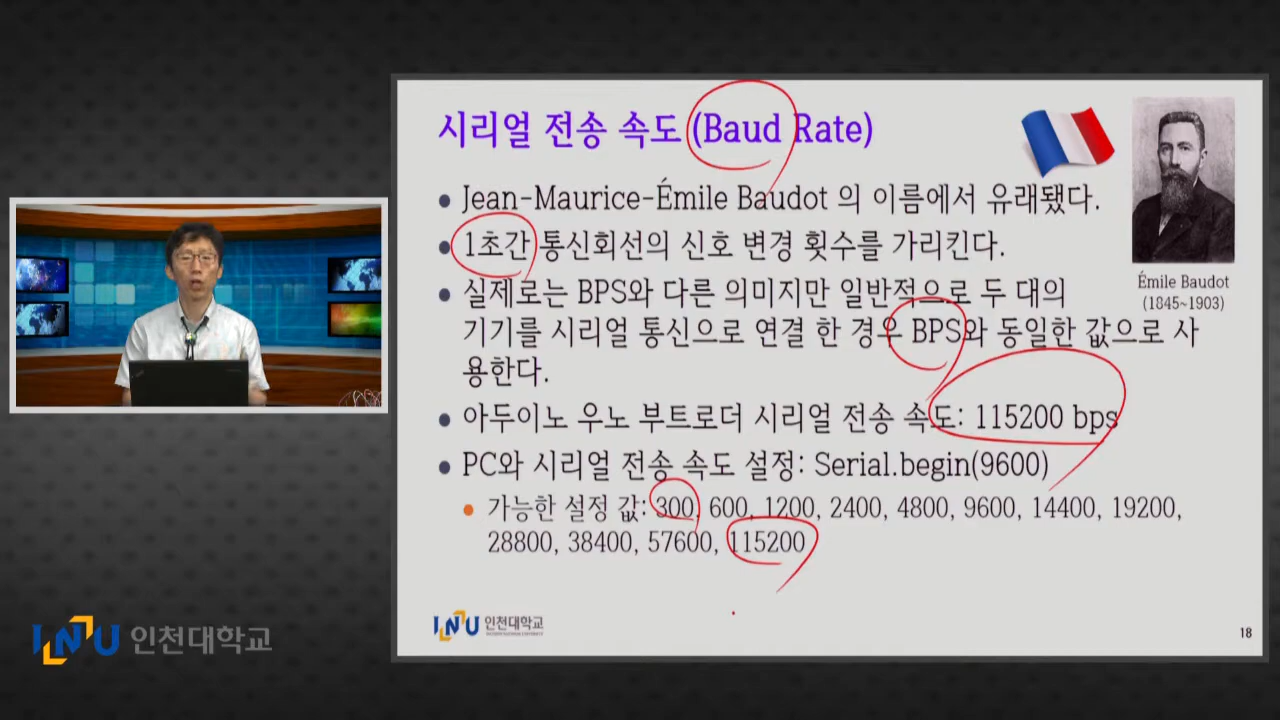 시리얼 전송 속도 (Baud Rate)
Jean-Maurice-Émile Baudot 의 이름에서 유래됐다.
1초간 통신회선의 신호 변경 횟수를 가리킨다.
실제로는 BPS와 다른 의미지만 일반적으로 두 대의
기기를 시리얼 통신으로 연결 한 경우 BPS와 동일한 값으로 사
용한다.
아두이노 우노 부트로더 시리얼 전송 속도: 115200 bps
PC와 시리얼 전송 속도 설정: Serial.begin(9600)
가능한 설정 값: 300, 600, 1200, 2400, 4800, 9600, 14400, 19200,
28800, 38400, 57600, 115200
Émile Baudot
(1845~1903)
INU 인천대학교
INU 인천대학교
18